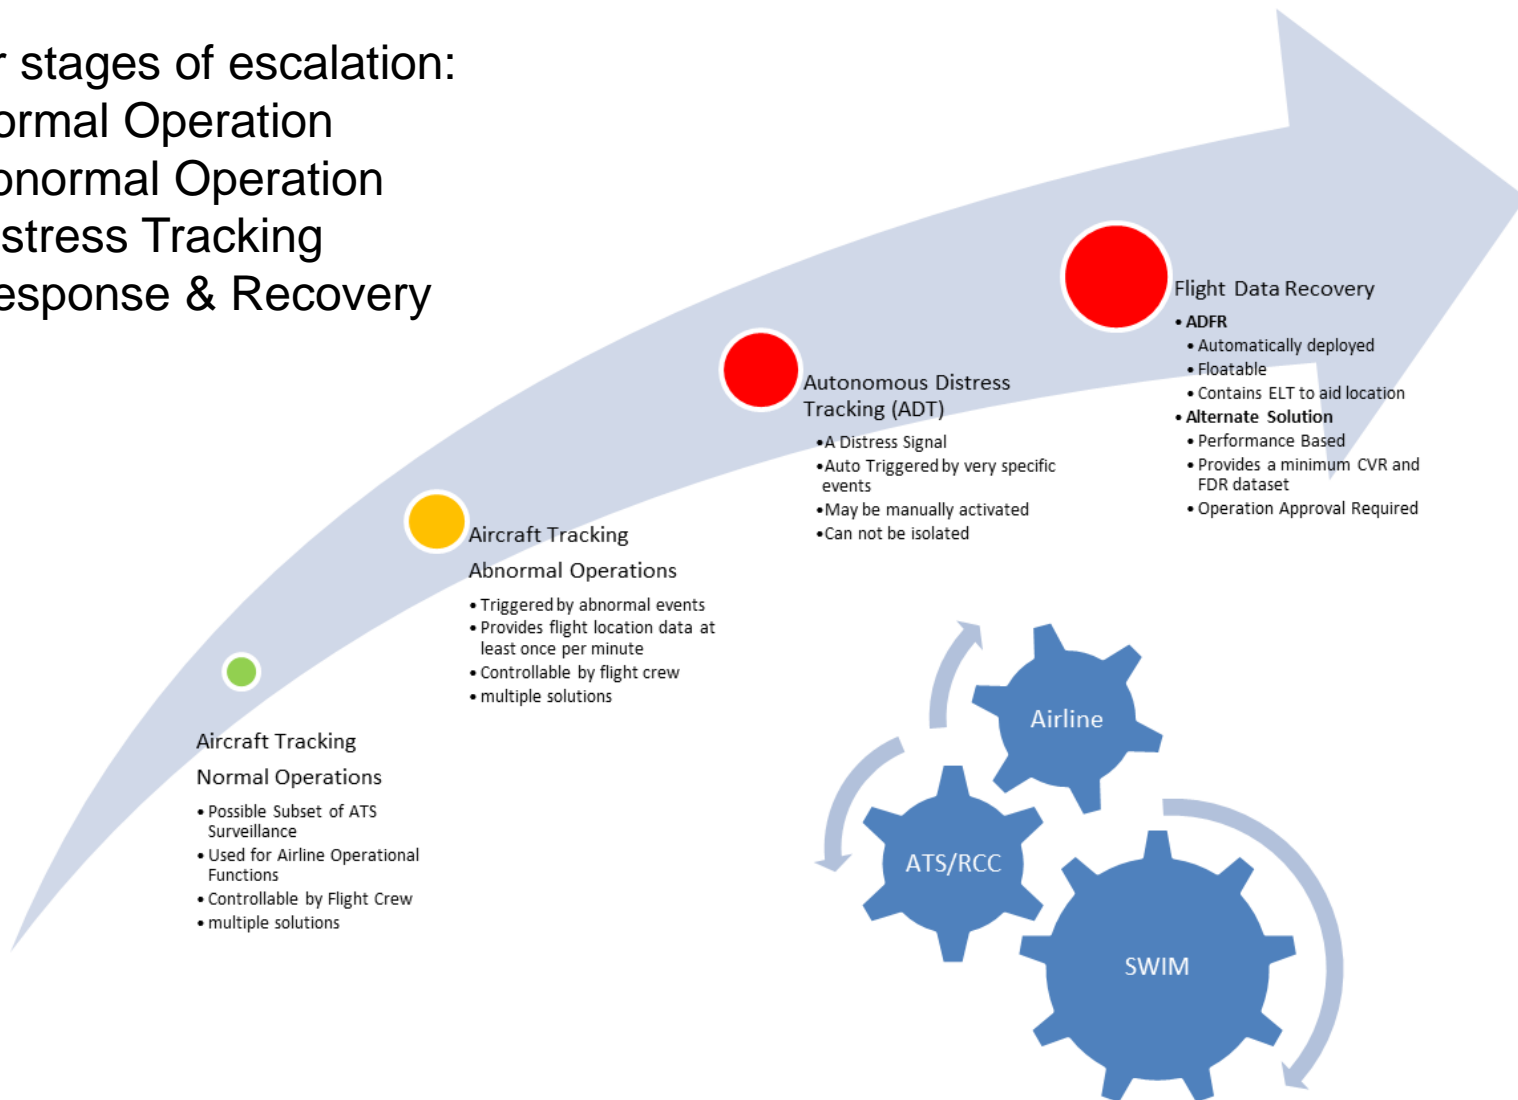 r stages of escalation:
ormal Operation
onormal Operation
stress Tracking
esponse & Recovery
Flight Data Recovery
• ADFR
• Automatically deployed
• Floatable
• Contains ELT to aid location
• Alternate Solution
• Performance Based
• Provides a minimum CVR and
FDR dataset
• Operation Approval Required
Autonomous Distress
Tracking (ADT)
•A Distress Signal
•Auto Triggered by very specific
events
•May be manually activated
•Can not be isolated
Aircraft Tracking
Abnormal Operations
• Triggered by abnormal events
• Provides flight location data at
least once per minute
• Controllable by flight crew
• multiple solutions
Aircraft Tracking
Normal Operations
• Possible Subset of ATS
Surveillance
• Used for Airline Operational
Functions
• Controllable by Flight Crew
• multiple solutions
Airline
ATS/RCC
SWIM